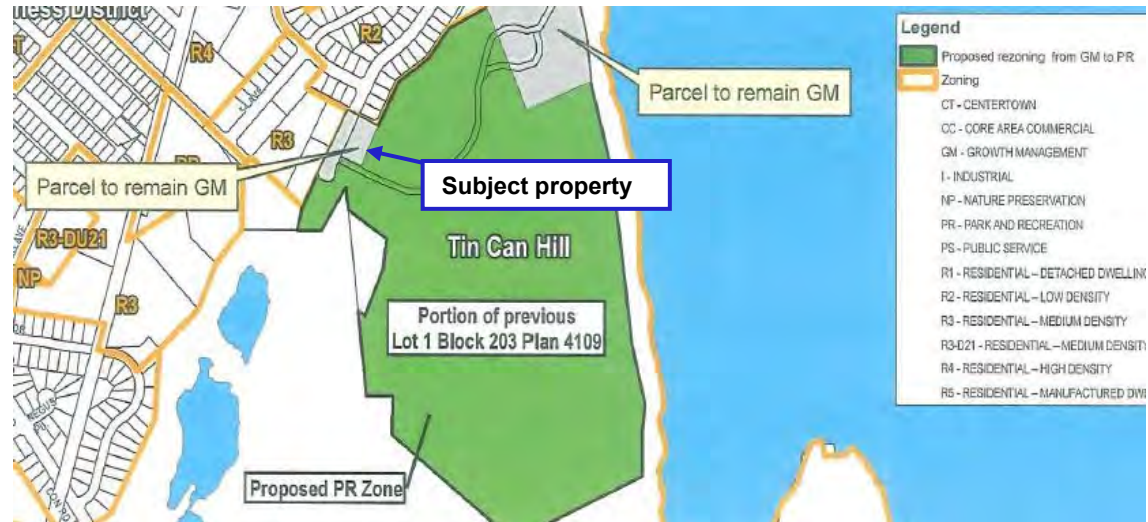 ness District
R4
R2
T
R3
Parcel to remain GM
Parcel to remain GM
Subject property
R3-DU21
NP
R3
Tin Can Hill
Portion of previous
Lot 1 Block 203 Plan 4109
Proposed PR Zone
NEGUS
CON RD
Legend
Proposed rezoning from GM to PR
Zoning
CT - CENTERTOWN
CC - CORE AREA COMMERCIAL
GM - GROWTH MANAGEMENT
I - INDUSTRIAL
NP - NATURE PRESERVATION
PR - PARK AND RECREATION
PS - PUBLIC SERVICE
R1 - RESIDENTIAL – DETACHED DWELLING
R2 - RESIDENTIAL – LOW DENSITY
R3 - RESIDENTIAL – MEDIUM DENSITY
R3-D21 - RESIDENTIAL – MEDIUM DENSITY
R4 - RESIDENTIAL – HIGH DENSITY
R5 - RESIDENTIAL – MANUFACTURED DWE